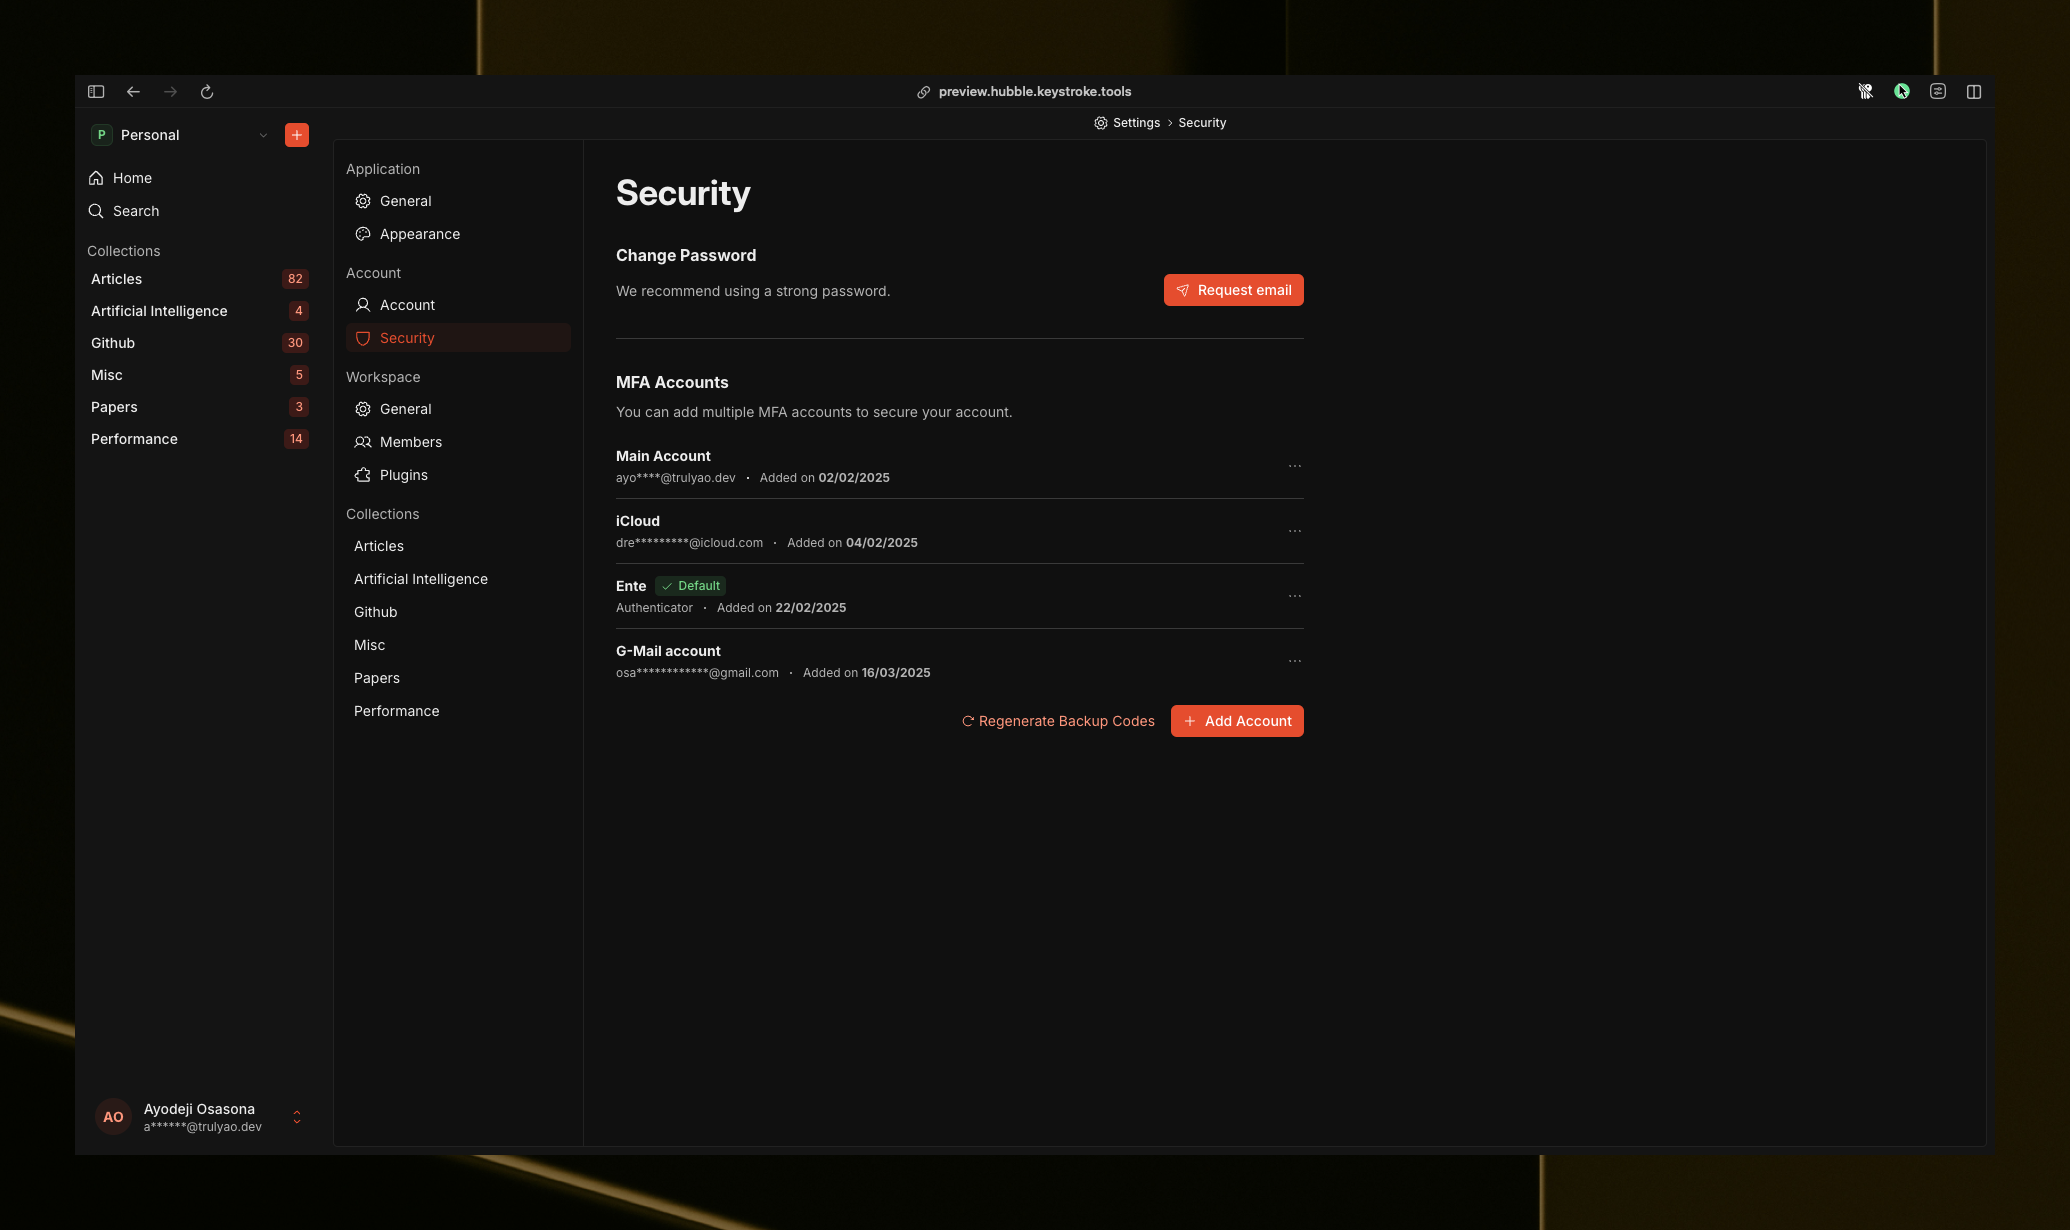 preview.hubble.keystroke.tools
P Personal
Home
Search
Collections
Articles 82
Artificial Intelligence 4
Github 30
Misc 5
Papers 3
Performance 14
AO
Ayodeji Osasona
a******@trulyao.dev
Settings > Security
Application
General
Appearance
Account
Account
Security
Workspace
General
Members
Plugins
Collections
Articles
Artificial Intelligence
Github
Misc
Papers
Performance
Security
Change Password
We recommend using a strong password.
Request email
MFA Accounts
You can add multiple MFA accounts to secure your account.
Main Account
ayo****@trulyao.dev · Added on 02/02/2025
iCloud
dre*********@icloud.com · Added on 04/02/2025
Ente Default
Authenticator · Added on 22/02/2025
G-Mail account
osa************@gmail.com · Added on 16/03/2025
Regenerate Backup Codes
Add Account